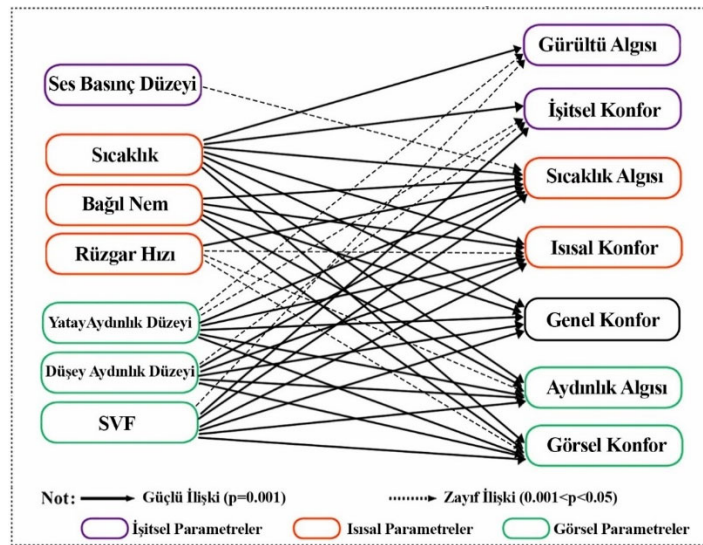 Gürültü Algısı
Ses Basınç Düzeyi
İşitsel Konfor
Sıcaklık
Sıcaklık Algısı
Bağıl Nem
Rüzgar Hızı
Isısal Konfor
Yatay Aydınlık Düzeyi
Genel Konfor
Düşey Aydınlık Düzeyi
Aydınlık Algısı
SVF
Görsel Konfor
Not: Güçlü İlişki (p=0.001) Zayıf İlişki (0.001<p<0.05)
İşitsel Parametreler Isısal Parametreler Görsel Parametreler